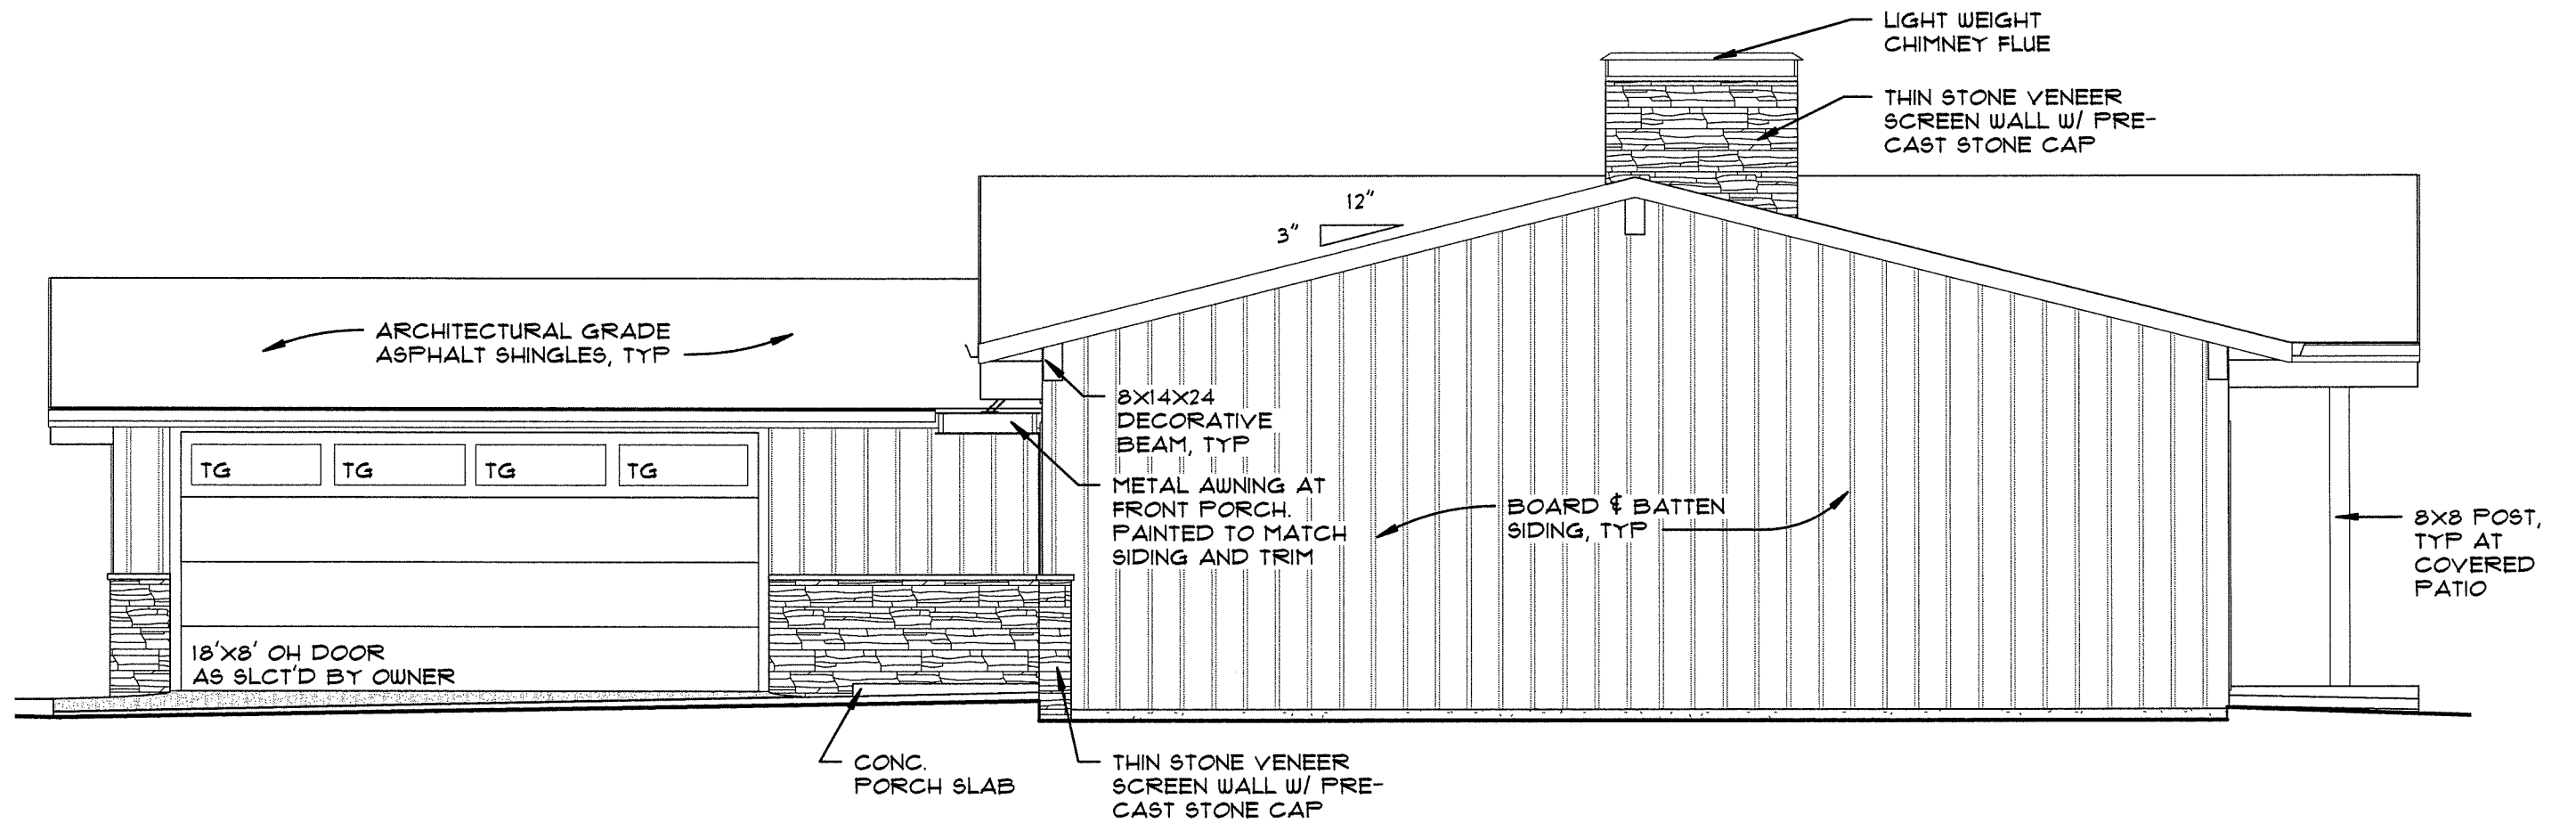 LIGHT WEIGHT
CHIMNEY FLUE
THIN STONE VENEER
SCREEN WALL W/ PRE-
CAST STONE CAP
12"
3"
ARCHITECTURAL GRADE
ASPHALT SHINGLES, TYP
8X14X24
DECORATIVE
BEAM, TYP
TG TG TG TG
METAL AWNING AT
FRONT PORCH.
PAINTED TO MATCH
SIDING AND TRIM
BOARD & BATTEN
SIDING, TYP
8X8 POST,
TYP AT
COVERED
PATIO
18'X8' OH DOOR
AS SLCT'D BY OWNER
CONC.
PORCH SLAB
THIN STONE VENEER
SCREEN WALL W/ PRE-
CAST STONE CAP